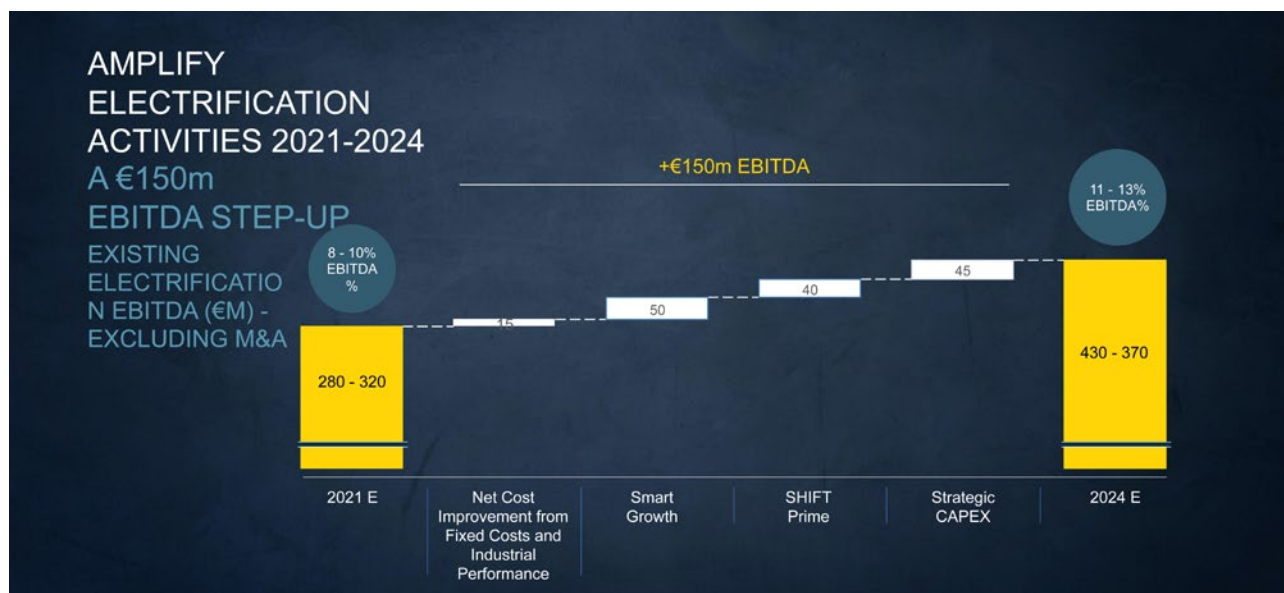 AMPLIFY
ELECTRIFICATION
ACTIVITIES 2021-2024
A €150m
EBITDA STEP-UP
EXISTING
ELECTRIFICATIO
N EBITDA (€M) -
EXCLUDING M&A
+€150m EBITDA
8 - 10%
EBITDA
%
11 - 13%
EBITDA%
280 - 320
15
50
40
45
430 - 370
2021 E
Net Cost
Improvement from
Fixed Costs and
Industrial
Performance
Smart
Growth
SHIFT
Prime
Strategic
CAPEX
2024 E